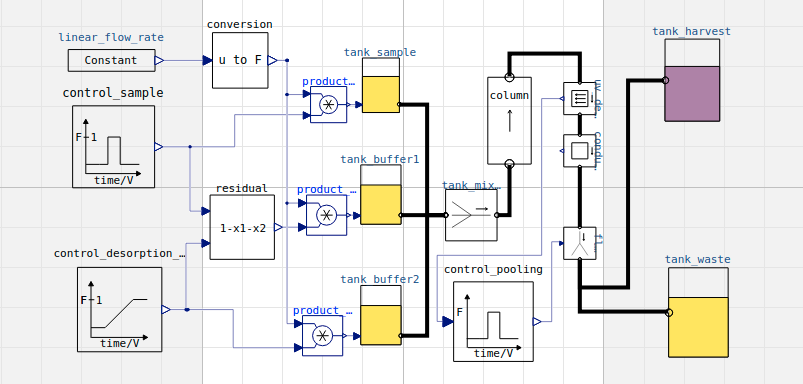 linear_flow_rate
Constant
conversion
u to F
tank_sample
product…
control_sample
F-1
time/V
residual
1-x1-x2
tank_buffer1
product_…
control_desorption_…
F-1
time/V
tank_buffer2
product_…
column
tank_mix…
control_pooling
F
time/V
uv_de…
condu…
tank_harvest
tank_waste